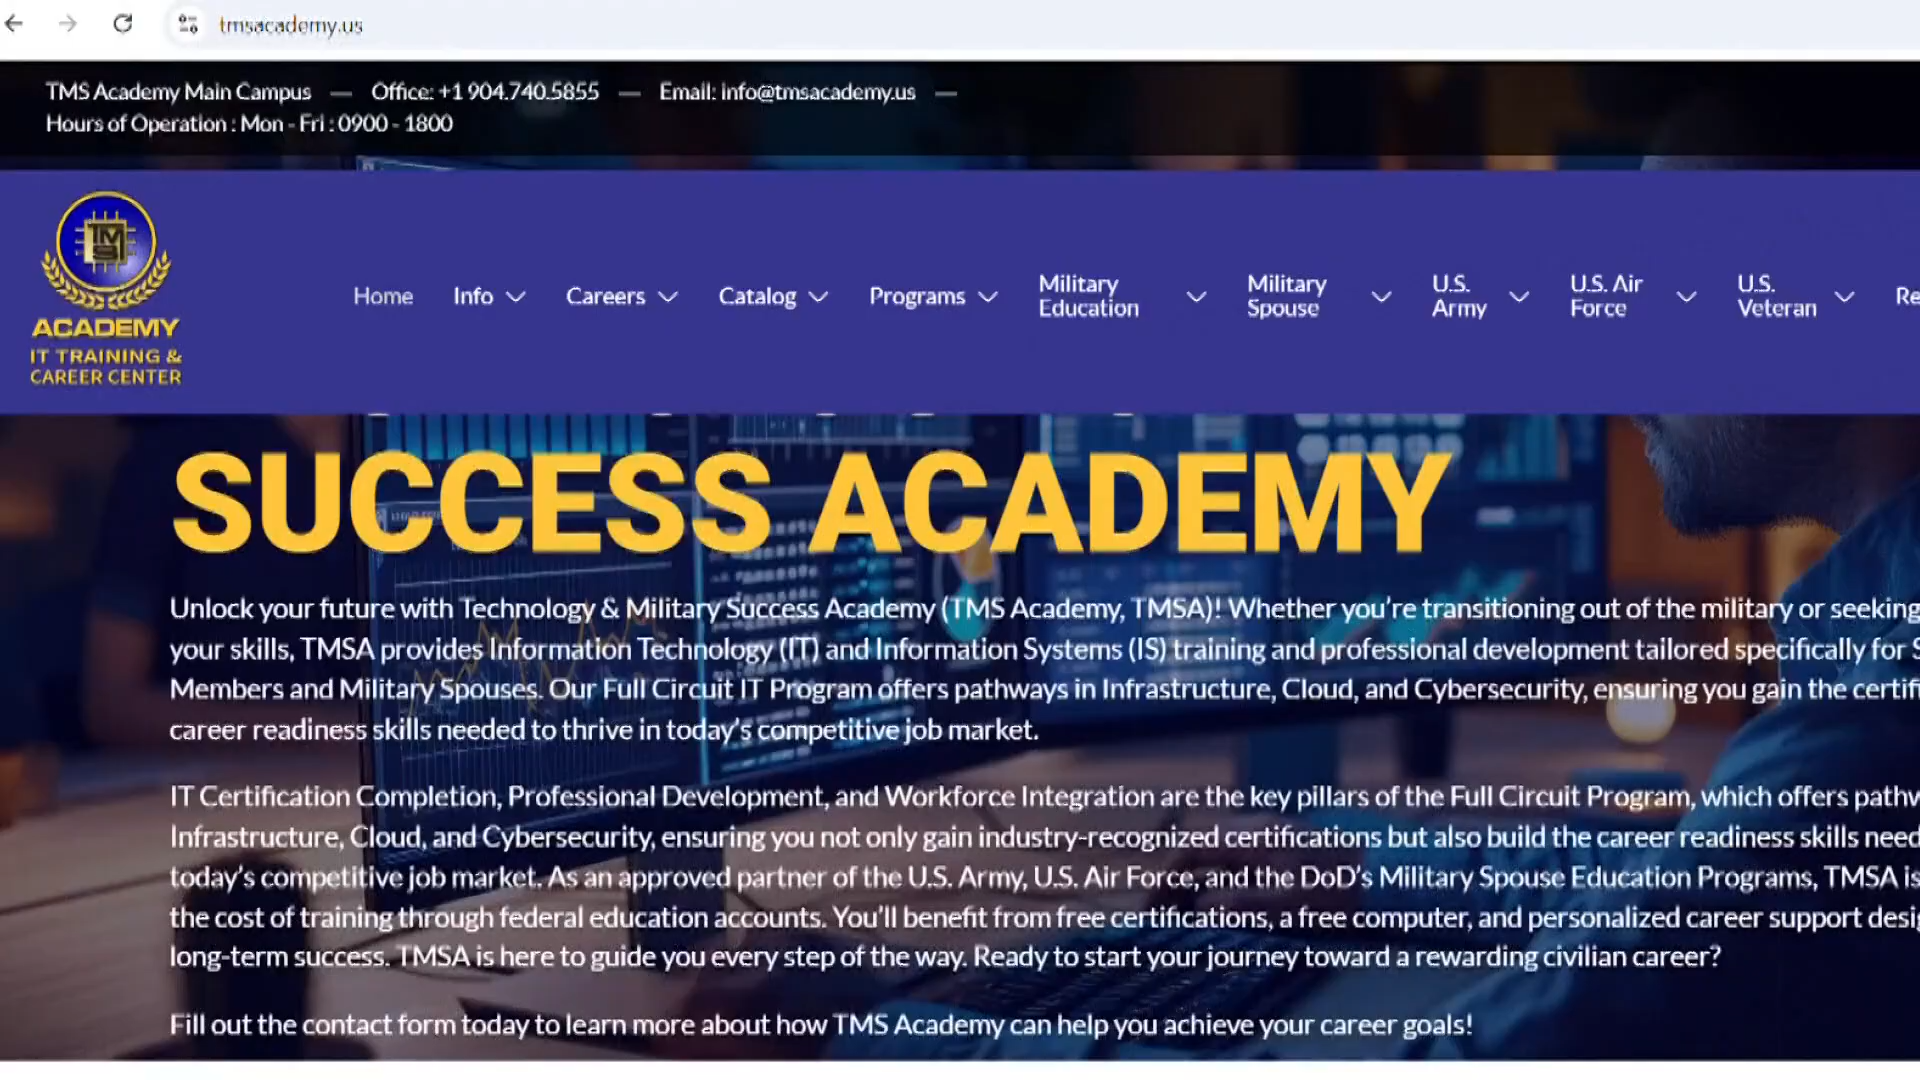 tmsacademy.us
TMS Academy Main Campus — Office: +1 904.740.5855 — Email: info@tmsacademy.us —
Hours of Operation : Mon - Fri : 0900 - 1800
TMS
ACADEMY
IT TRAINING &
CAREER CENTER
Home Info Careers Catalog Programs Military Education Military Spouse U.S. Army U.S. Air Force U.S. Veteran Re
SUCCESS ACADEMY
Unlock your future with Technology & Military Success Academy (TMS Academy, TMSA)! Whether you're transitioning out of the military or seeking
your skills, TMSA provides Information Technology (IT) and Information Systems (IS) training and professional development tailored specifically for S
Members and Military Spouses. Our Full Circuit IT Program offers pathways in Infrastructure, Cloud, and Cybersecurity, ensuring you gain the certif
career readiness skills needed to thrive in today's competitive job market.
IT Certification Completion, Professional Development, and Workforce Integration are the key pillars of the Full Circuit Program, which offers pathw
Infrastructure, Cloud, and Cybersecurity, ensuring you not only gain industry-recognized certifications but also build the career readiness skills need
today's competitive job market. As an approved partner of the U.S. Army, U.S. Air Force, and the DoD's Military Spouse Education Programs, TMSA is
the cost of training through federal education accounts. You'll benefit from free certifications, a free computer, and personalized career support desig
long-term success. TMSA is here to guide you every step of the way. Ready to start your journey toward a rewarding civilian career?
Fill out the contact form today to learn more about how TMS Academy can help you achieve your career goals!